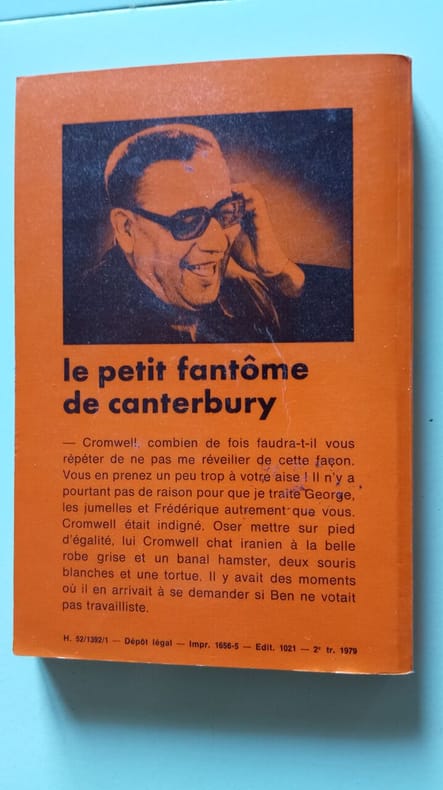 le petit fantôme
de canterbury
— Cromwell, combien de fois faudra-t-il vous
répéter de ne pas me réveiller de cette façon.
Vous en prenez un peu trop à votre aise ! Il n'y a
pourtant pas de raison pour que je traite George,
les jumelles et Frédérique autrement que vous.
Cromwell était indigné. Oser mettre sur pied
d'égalité, lui Cromwell chat iranien à la belle
robe grise et un banal hamster, deux souris
blanches et une tortue. Il y avait des moments
où il en arrivait à se demander si Ben ne votait
pas travailliste.
H. 52/1392/1 — Dépôt légal — Impr. 1656-5 — Edit. 1021 — 2e tr. 1979